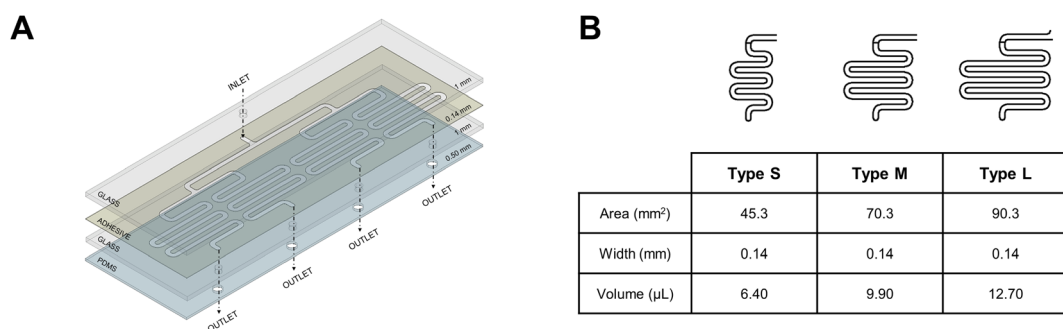 A
INLET
1 mm
0.14 mm
1 mm
0.50 mm
GLASS
ADHESIVE
GLASS
PDMS
OUTLET
OUTLET
OUTLET
OUTLET
B
Type S Type M Type L
Area (mm²) 45.3 70.3 90.3
Width (mm) 0.14 0.14 0.14
Volume (µL) 6.40 9.90 12.70